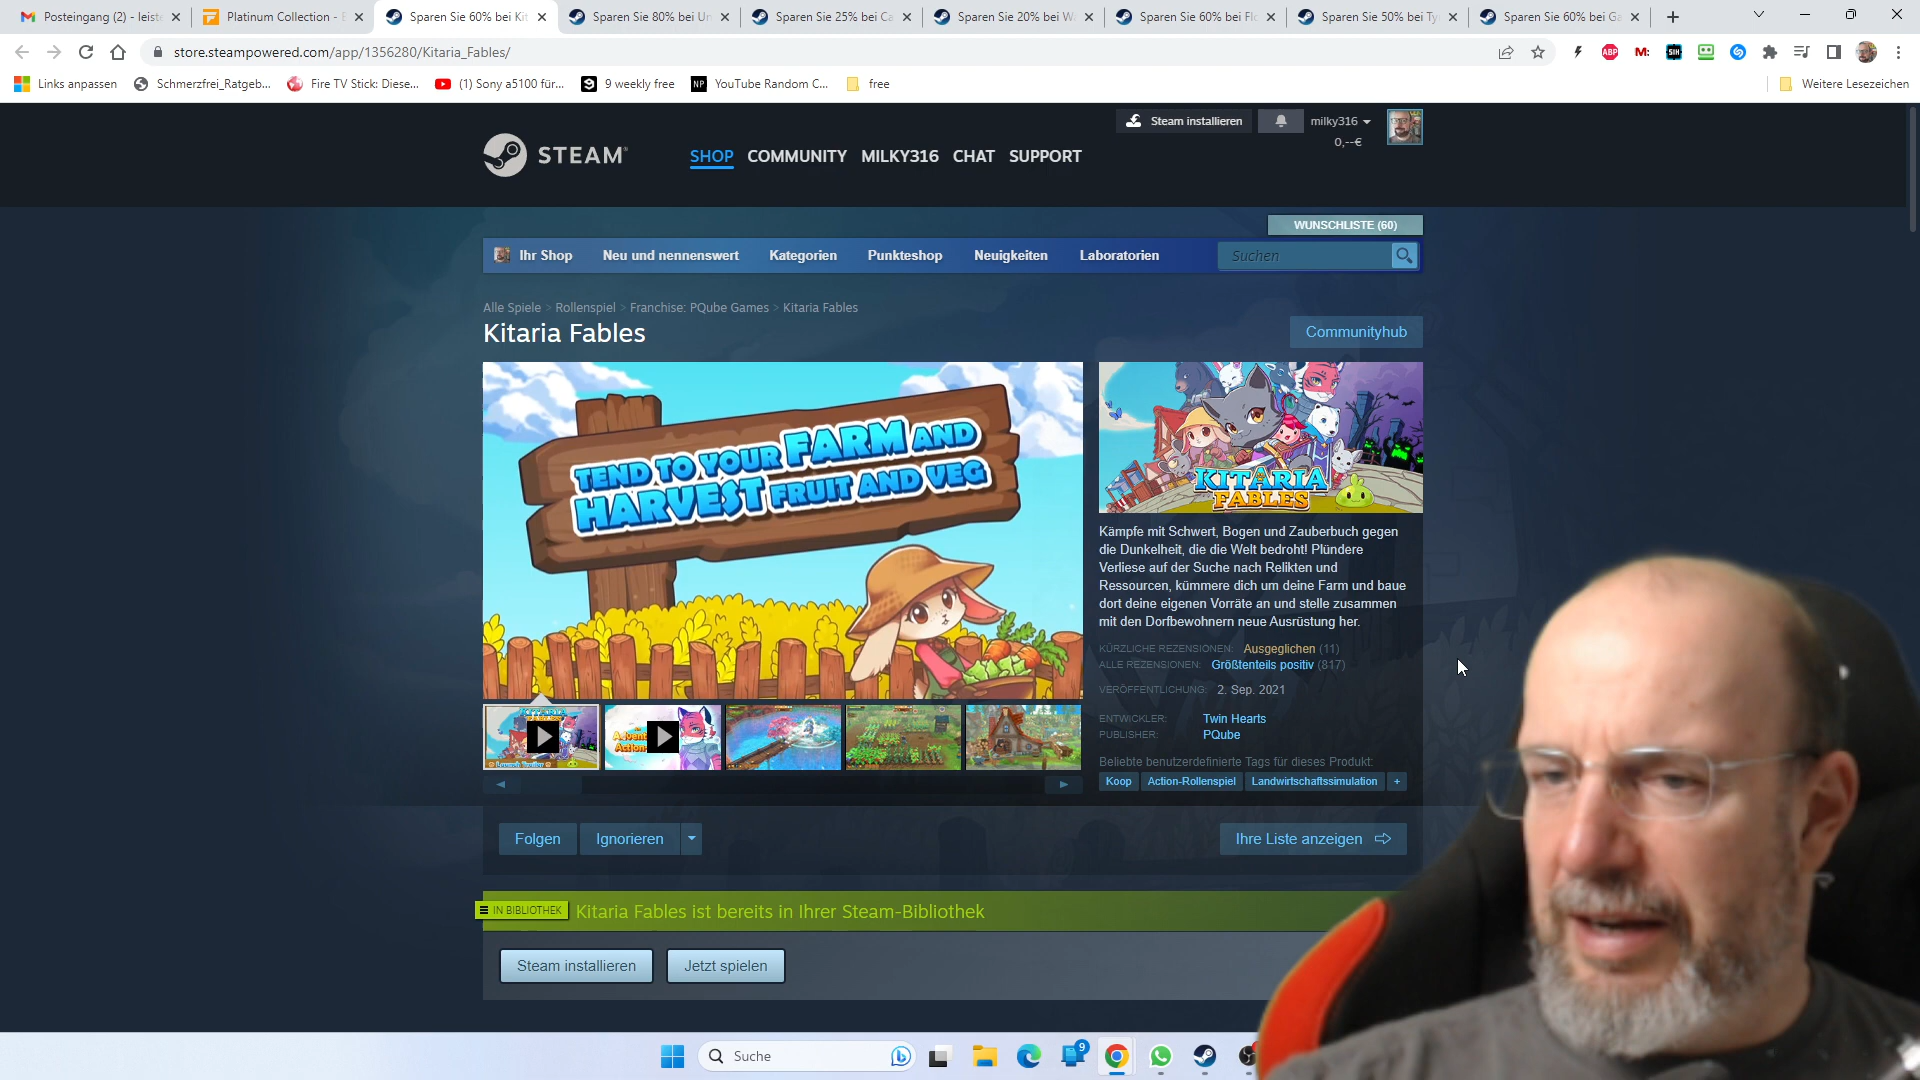 Posteingang (2) - leist
Platinum Collection - E
Sparen Sie 60% bei Kit
Sparen Sie 80% bei Un
Sparen Sie 25% bei Ca
Sparen Sie 20% bei W
Sparen Sie 60% bei Flo
Sparen Sie 50% bei Ty
Sparen Sie 60% bei Ga
store.steampowered.com/app/1356280/Kitaria_Fables/
ABP
M:
SIH
Links anpassen
Schmerzfrei_Ratgeb...
Fire TV Stick: Diese...
(1) Sony a5100 für...
9 weekly free
NP
YouTube Random C...
free
Weitere Lesezeichen
Steam installieren
milky316
0,--€
STEAM
SHOP
COMMUNITY
MILKY316
CHAT
SUPPORT
WUNSCHLISTE (60)
Ihr Shop
Neu und nennenswert
Kategorien
Punkteshop
Neuigkeiten
Laboratorien
Suchen
Alle Spiele > Rollenspiel > Franchise: PQube Games > Kitaria Fables
Kitaria Fables
Communityhub
TEND TO YOUR FARM AND
HARVEST FRUIT AND VEG
KITARIA
FABLES
Kämpfe mit Schwert, Bogen und Zauberbuch gegen
die Dunkelheit, die die Welt bedroht! Plündere
Verliese auf der Suche nach Relikten und
Ressourcen, kümmere dich um deine Farm und baue
dort deine eigenen Vorräte an und stelle zusammen
mit den Dorfbewohnern neue Ausrüstung her.
KÜRZLICHE REZENSIONEN: Ausgeglichen (11)
ALLE REZENSIONEN: Größtenteils positiv (817)
VERÖFFENTLICHUNG: 2. Sep. 2021
ENTWICKLER: Twin Hearts
PUBLISHER: PQube
Beliebte benutzerdefinierte Tags für dieses Produkt:
Koop
Action-Rollenspiel
Landwirtschaftssimulation
+
Folgen
Ignorieren
Ihre Liste anzeigen
IN BIBLIOTHEK
Kitaria Fables ist bereits in Ihrer Steam-Bibliothek
Steam installieren
Jetzt spielen
Suche
9